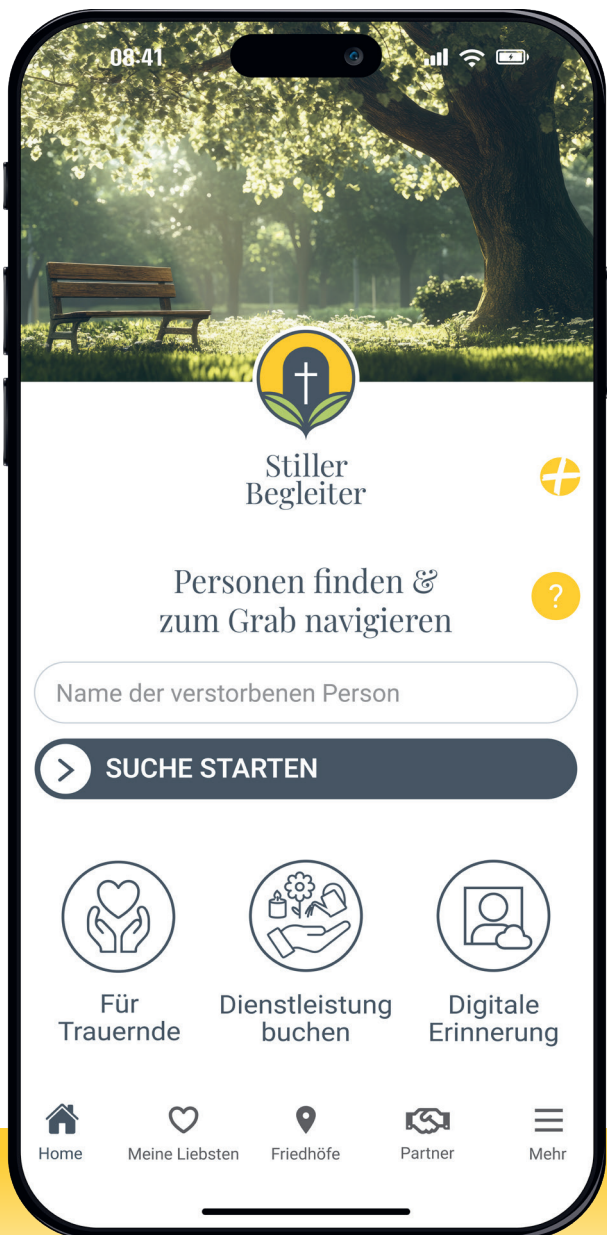 08:41
Stiller
Begleiter
Personen finden &
zum Grab navigieren
?
Name der verstorbenen Person
SUCHE STARTEN
Für
Trauernde
Dienstleistung
buchen
Digitale
Erinnerung
Home
Meine Liebsten
Friedhöfe
Partner
Mehr